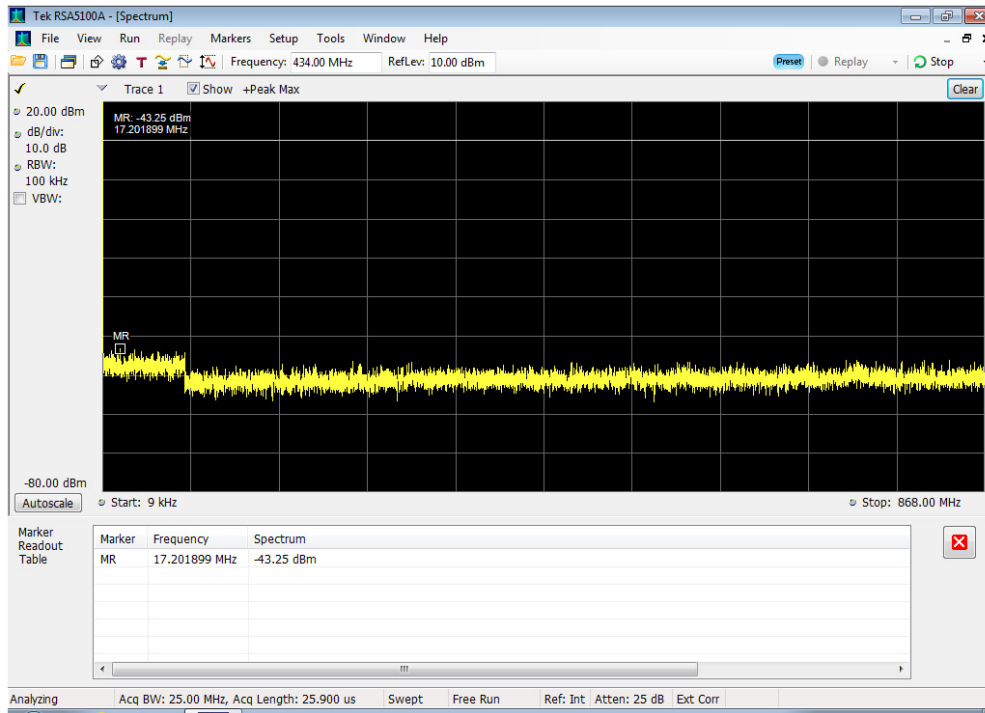 Tek RSA5100A - [Spectrum]
File View Run Replay Markers Setup Tools Window Help
T Frequency: 434.00 MHz RefLev: 10.00 dBm Preset Replay Stop
Trace 1 Show +Peak Max Clear
20.00 dBm
dB/div:
10.0 dB
RBW:
100 kHz
VBW:
MR: -43.25 dBm
17.201899 MHz
MR
-80.00 dBm
Autoscale Start: 9 kHz Stop: 868.00 MHz
Marker
Readout
Table
Marker Frequency Spectrum
MR 17.201899 MHz -43.25 dBm
Analyzing Acq BW: 25.00 MHz, Acq Length: 25.900 us Swept Free Run Ref: Int Atten: 25 dB Ext Corr